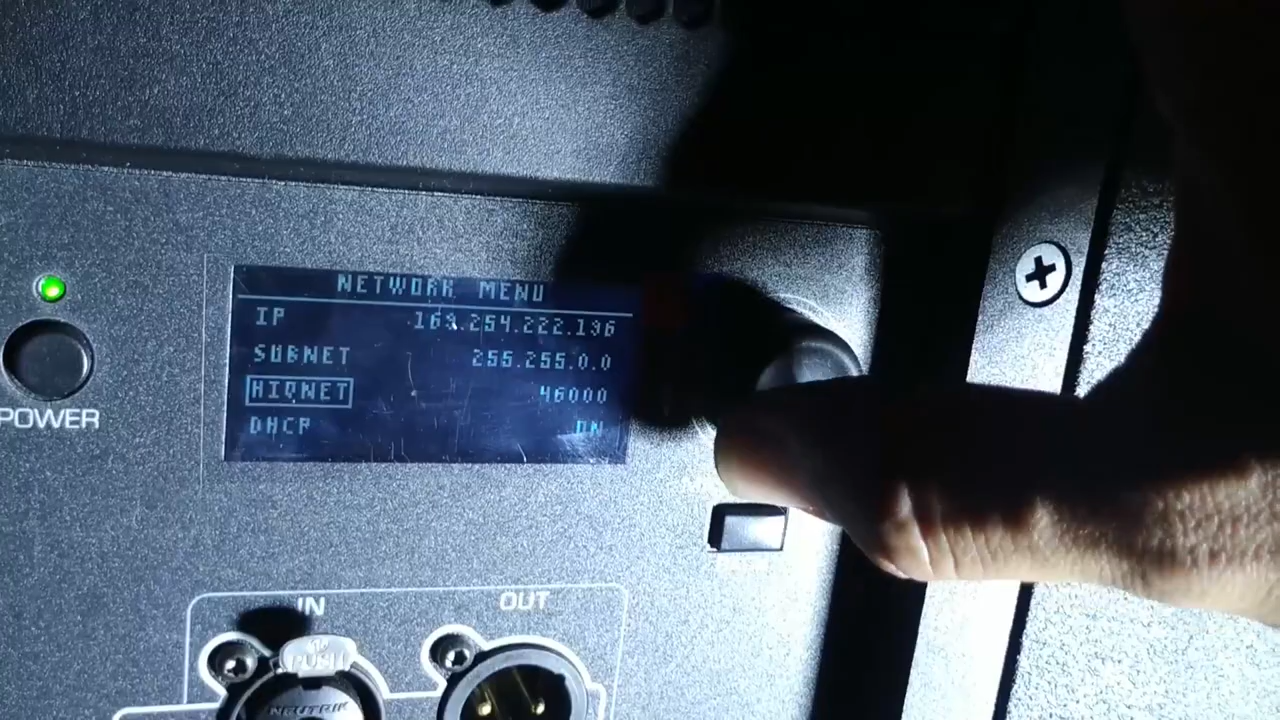 NETWORK MENU
IP 169.254.222.136
SUBNET 255.255.0.0
HIQNET 46000
DHCP ON
POWER
IN
OUT
PUSH
NEUTRIK